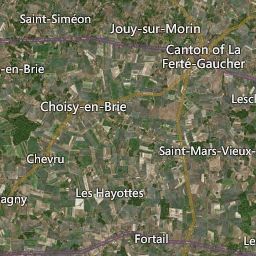 Saint-Siméon
Jouy-sur-Morin
Canton of La
Ferté-Gaucher
-en-Brie
Choisy-en-Brie
Lesch
Saint-Mars-Vieux-
Chevru
Les Hayottes
agny
Fortail
Le